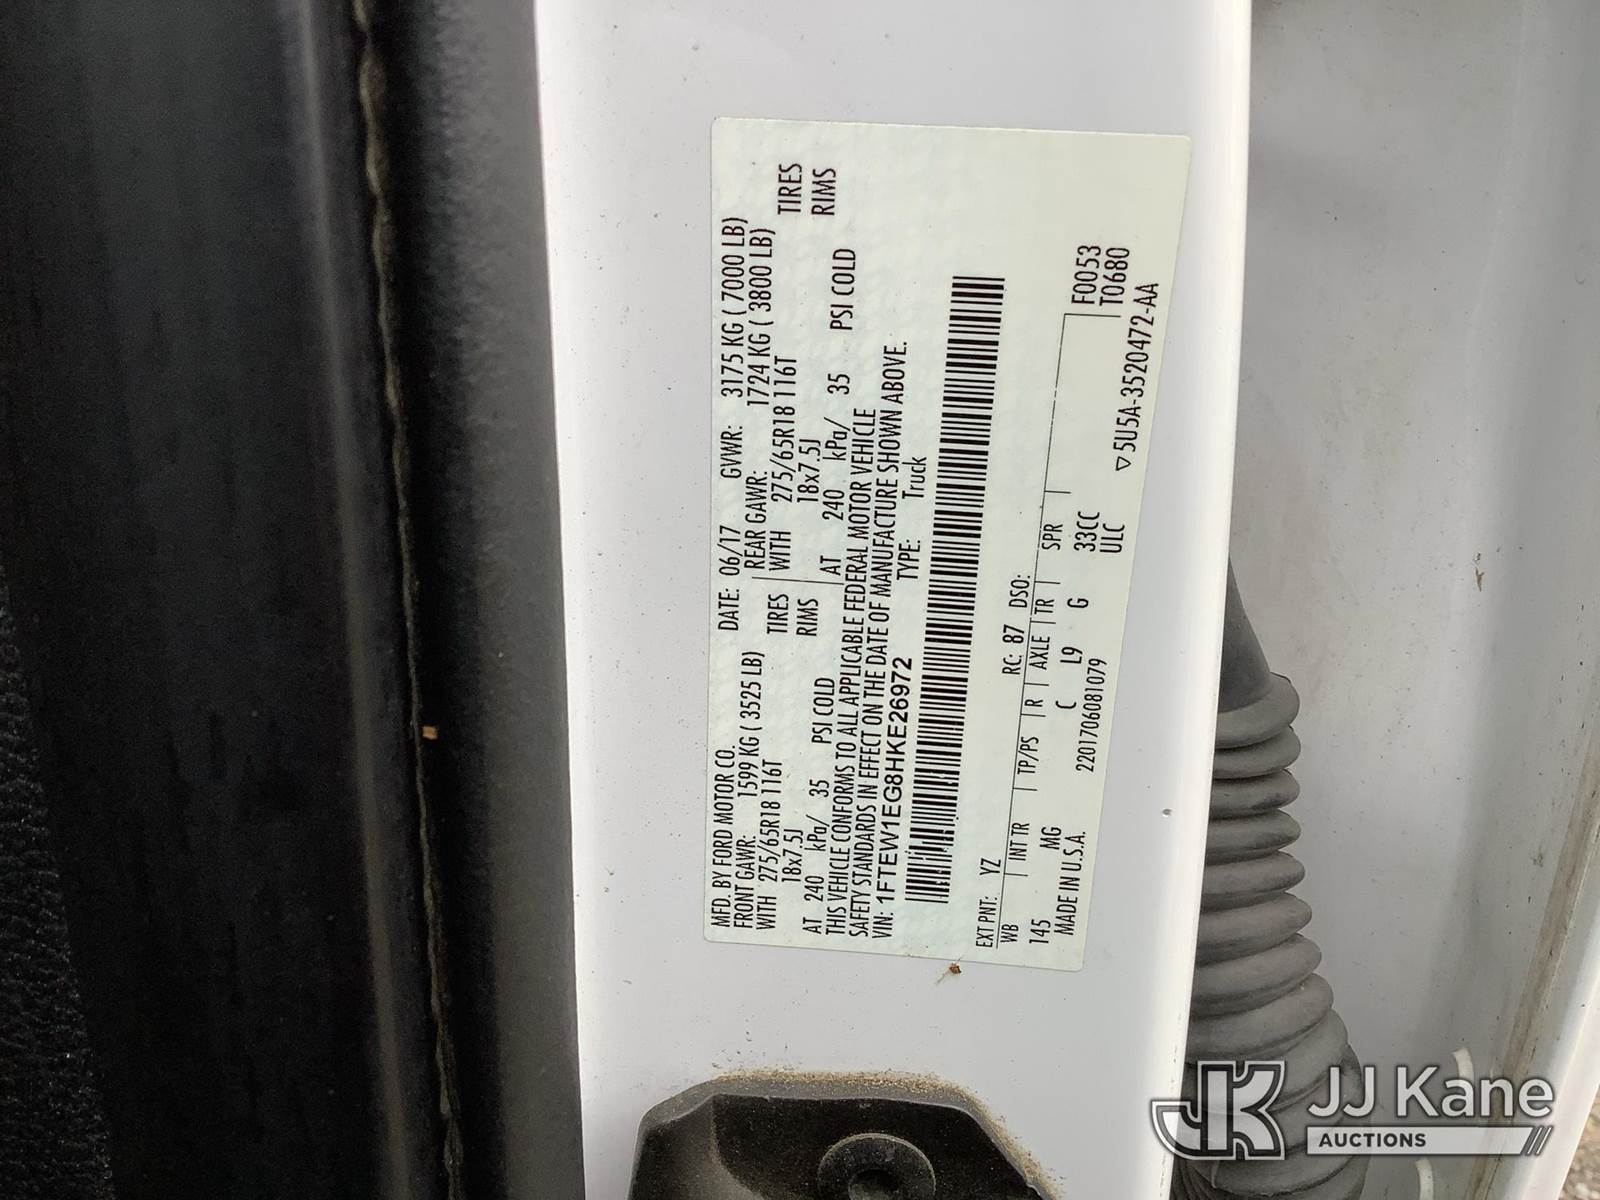 MFD. BY FORD MOTOR CO.
DATE: 06/17 GVWR: 3175 KG ( 7000 LB)
FRONT GAWR: 1599 KG ( 3525 LB) REAR GAWR: 1724 KG ( 3800 LB)
WITH 275/65R18 116T TIRES WITH 275/65R18 116T TIRES
18x7.5J RIMS 18x7.5J RIMS
AT 240 kPa/ 35 PSI COLD AT 240 kPa/ 35 PSI COLD
THIS VEHICLE CONFORMS TO ALL APPLICABLE FEDERAL MOTOR VEHICLE
SAFETY STANDARDS IN EFFECT ON THE DATE OF MANUFACTURE SHOWN ABOVE.
VIN: 1FTEW1EG8HKE26972 TYPE: Truck
EXT PNT: YZ RC: 87 DSO: F0053
WB INT TR TP/PS R AXLE TR SPR T0680
145 MG C L9 G 33CC
MADE IN U.S.A. 2201706081079 ULC
▽5U5A-3520472-AA
JK JJ Kane
AUCTIONS